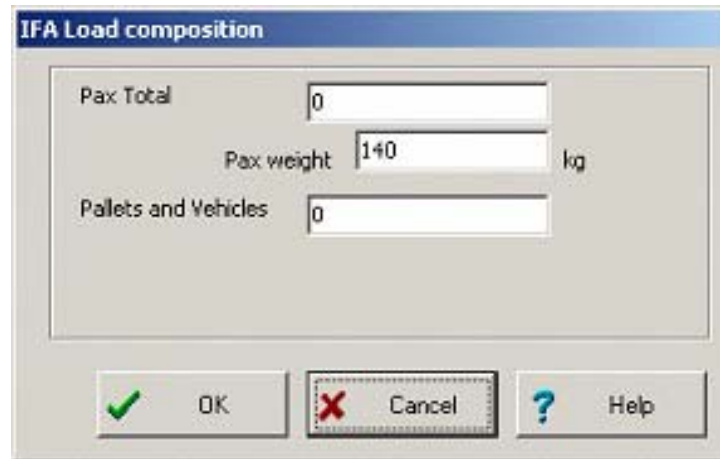 IFA Load composition
Pax Total 0
Pax weight 140 kg
Pallets and Vehicles 0
OK Cancel ? Help